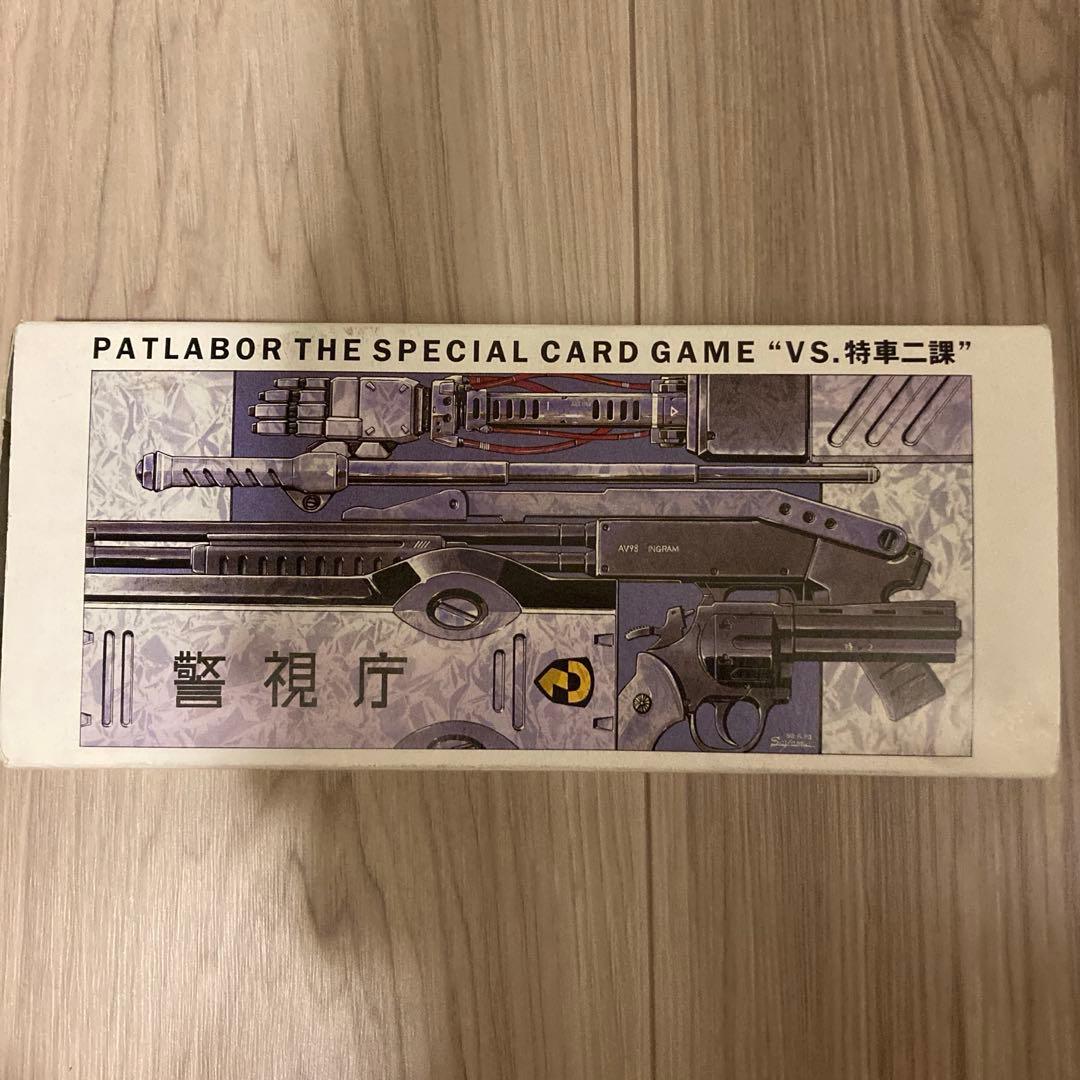 PATLABOR THE SPECIAL CARD GAME “VS.特車二課”
AV98 INGRAM
警視庁